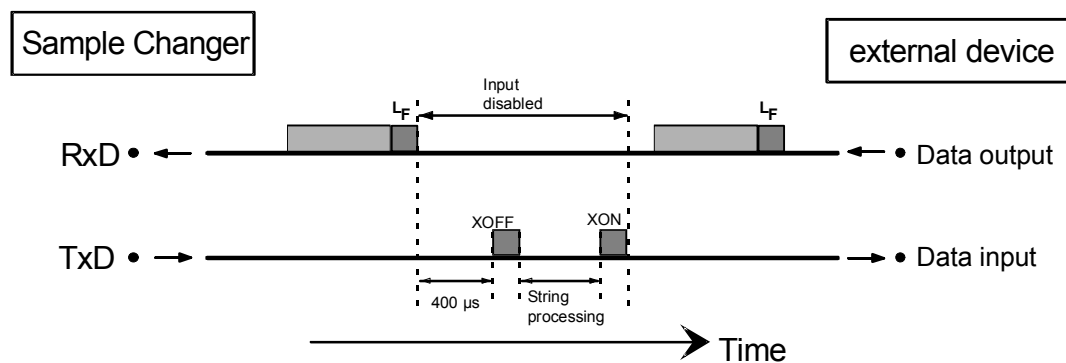 Sample Changer
external device
Input
disabled
LF
LF
RxD
Data output
XOFF
XON
TxD
Data input
400 µs
String
processing
Time